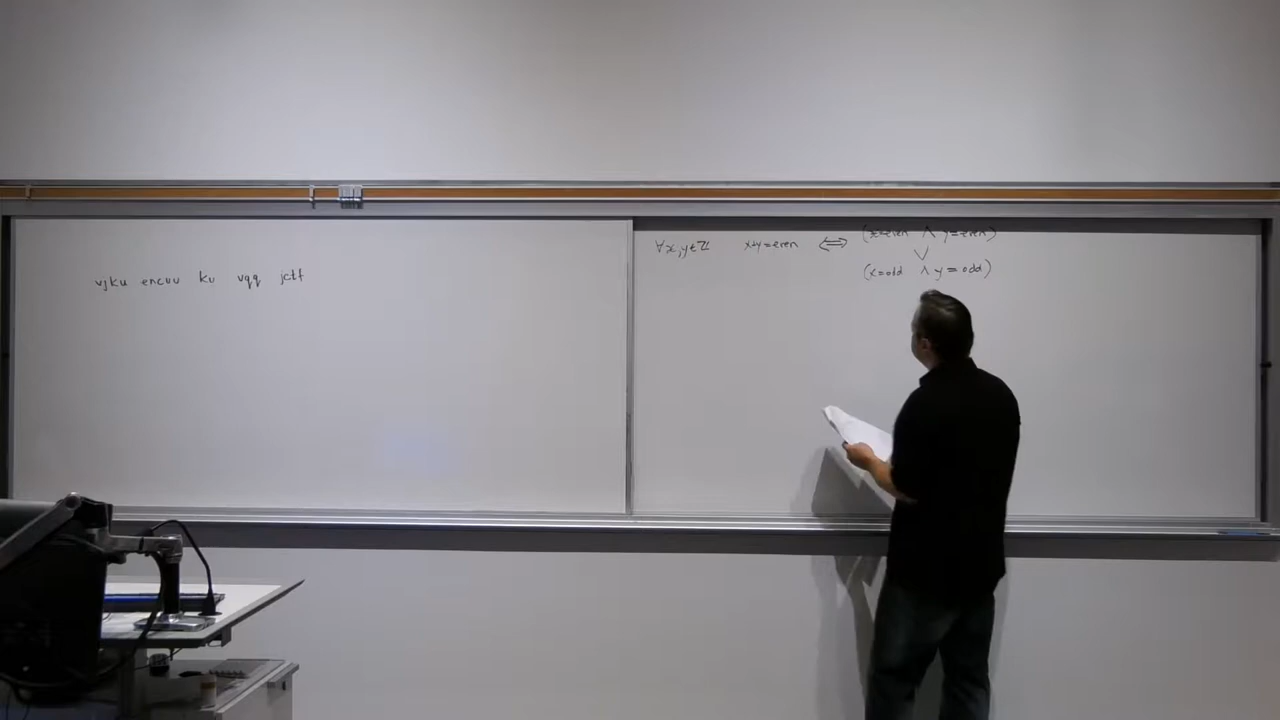 vjku encuu ku vqq jctf
∀x,y∈ℤ x+y=even ⟺ (x=even ∧ y=even)
∨
(x=odd ∧ y=odd)